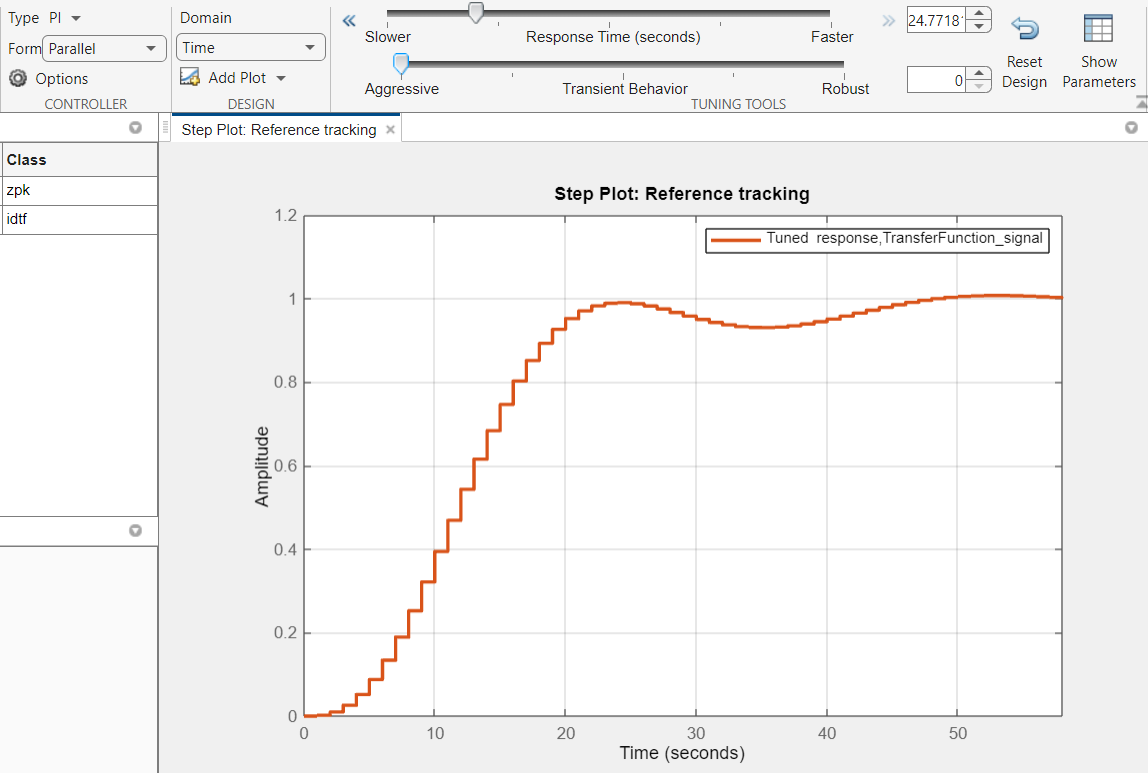 Type PI
Domain
Form Parallel
Time
Options
Add Plot
CONTROLLER
DESIGN
Slower Response Time (seconds) Faster
Aggressive Transient Behavior Robust
24.7718
0
Reset
Design
Show
Parameters
TUNING TOOLS
Step Plot: Reference tracking
Class
zpk
idtf
Step Plot: Reference tracking
Tuned response,TransferFunction_signal
Amplitude
1.2
1
0.8
0.6
0.4
0.2
0
0 10 20 30 40 50
Time (seconds)